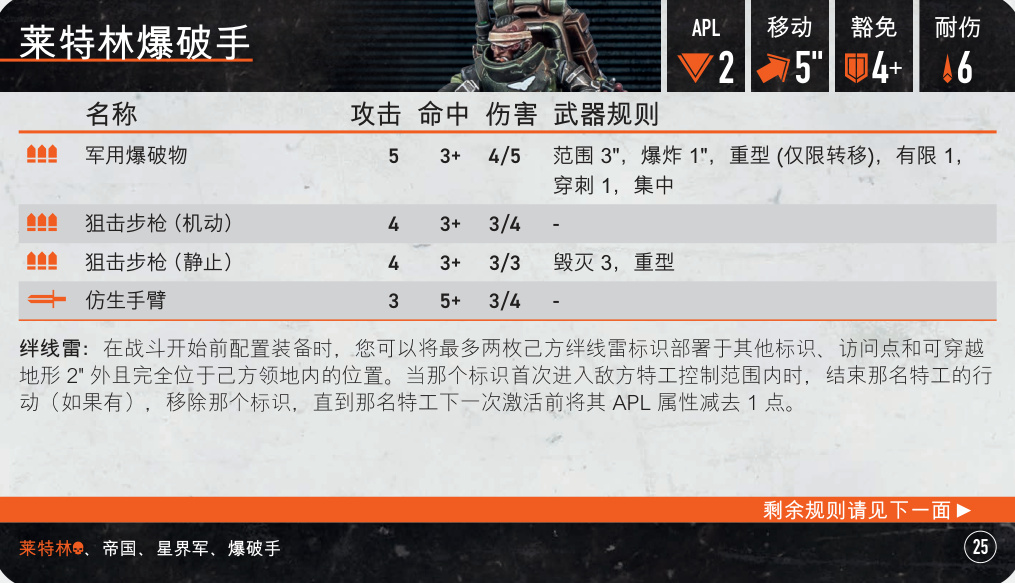 莱特林爆破手
APL 移动 豁免 耐伤
2 5" 4+ 6
名称 攻击 命中 伤害 武器规则
军用爆破物 5 3+ 4/5 范围 3"，爆炸 1"，重型 (仅限转移)，有限 1，
穿刺 1，集中
狙击步枪（机动） 4 3+ 3/4 -
狙击步枪（静止） 4 3+ 3/3 毁灭 3，重型
仿生手臂 3 5+ 3/4 -
绊线雷：在战斗开始前配置装备时，您可以将最多两枚己方绊线雷标识部署于其他标识、访问点和可穿越
地形 2" 外且完全位于己方领地内的位置。当那个标识首次进入敌方特工控制范围内时，结束那名特工的行
动（如果有），移除那个标识，直到那名特工下一次激活前将其 APL 属性减去 1 点。
剩余规则请见下一面▶
莱特林、帝国、星界军、爆破手
25